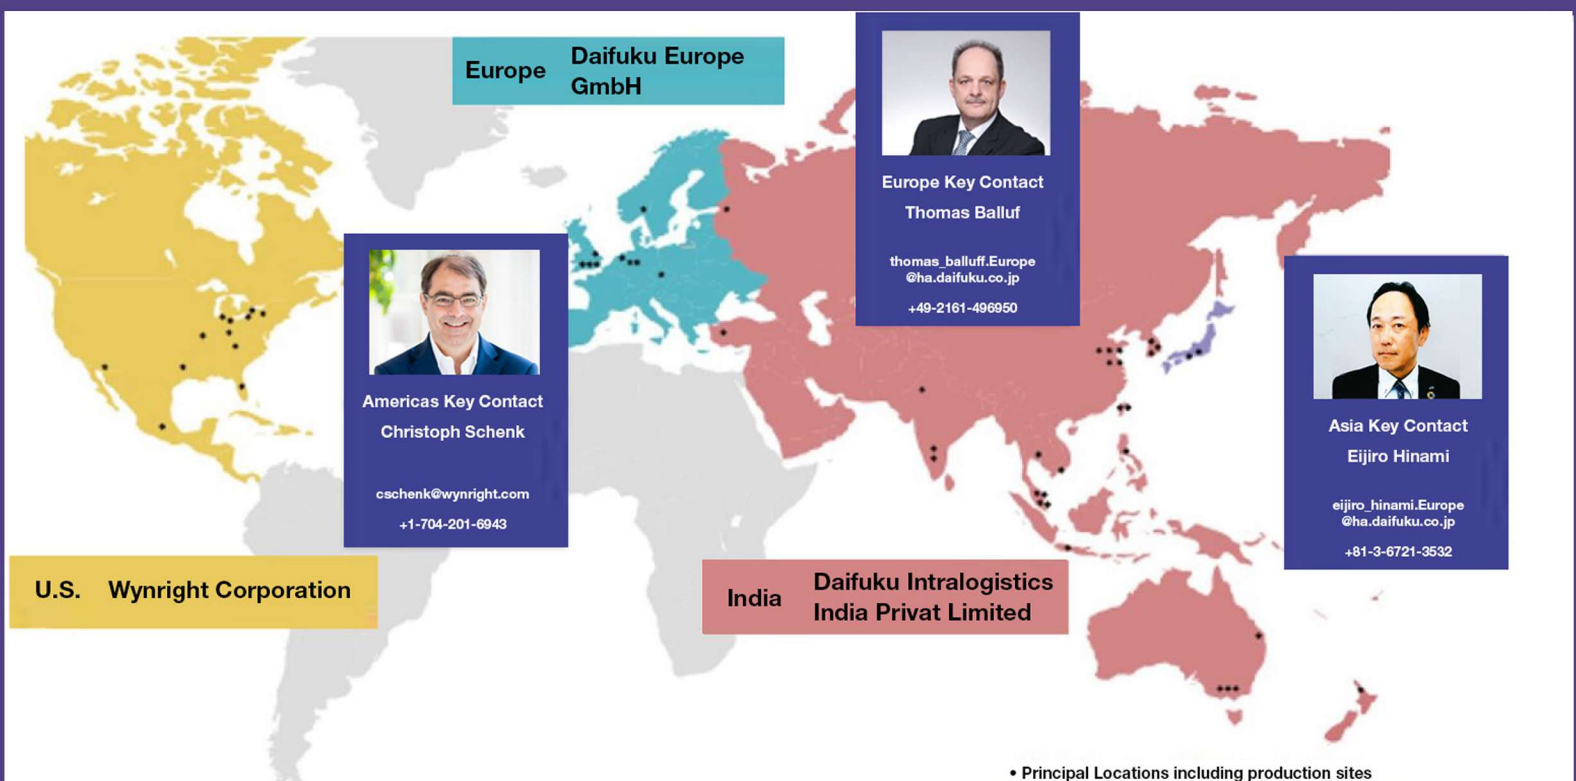 Europe
Daifuku Europe
GmbH
Europe Key Contact
Thomas Balluf
thomas_balluff.Europe
@ha.daifuku.co.jp
+49-2161-496950
Americas Key Contact
Christoph Schenk
cschenk@wynright.com
+1-704-201-6943
Asia Key Contact
Eijiro Hinami
eijiro_hinami.Europe
@ha.daifuku.co.jp
+81-3-6721-3532
U.S. Wynright Corporation
India
Daifuku Intralogistics
India Privat Limited
• Principal Locations including production sites